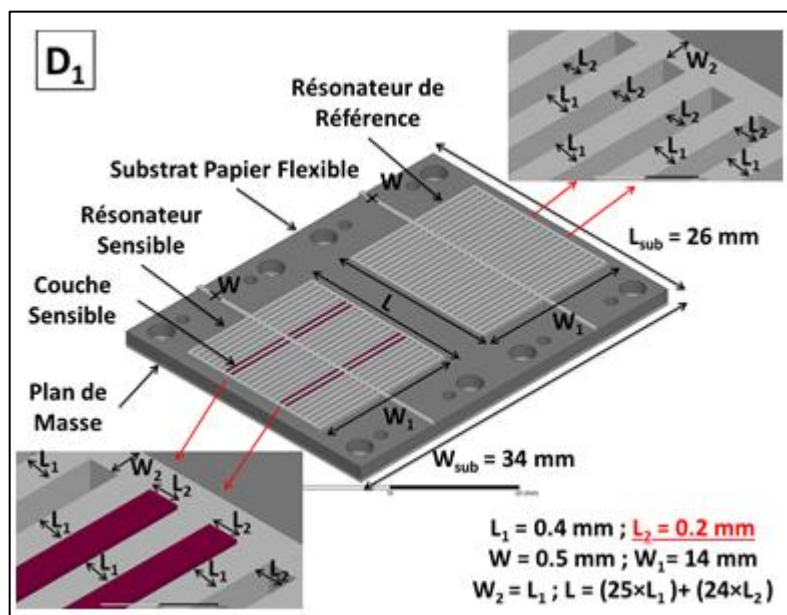 D₁
Résonateur de
Référence
Substrat Papier Flexible
Résonateur
Sensible
Couche
Sensible
Plan de
Masse
W
W
L
W₁
W₁
L₂
W₂
L₂
L₁
L₂
L₂
L₁
L₁
L₁
Lsub = 26 mm
Wsub = 34 mm
L₁
W₂
L₂
L₁
L₂
L₁
L₁
L₂
L₁ = 0.4 mm ; L₂ = 0.2 mm
W = 0.5 mm ; W₁= 14 mm
W₂ = L₁ ; L = (25×L₁)+ (24×L₂)